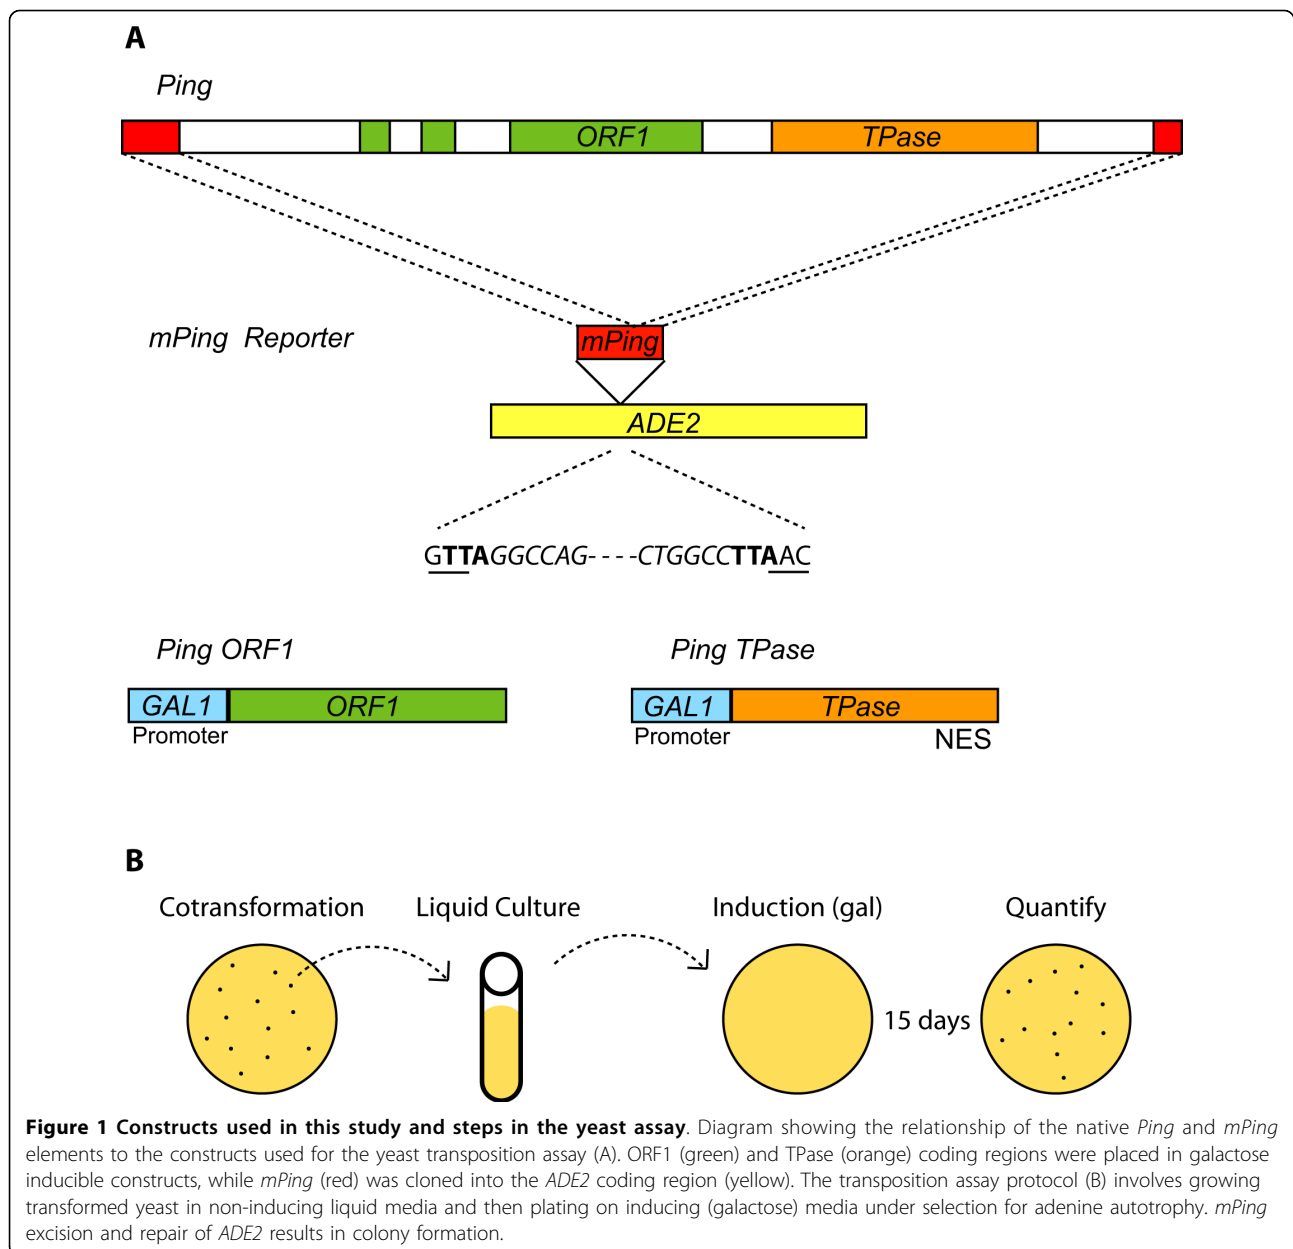 A
Ping
ORF1
TPase
mPing Reporter
mPing
ADE2
GTTAGGCCAG----CTGGCCTTAAC
Ping ORF1
Ping TPase
GAL1
ORF1
GAL1
TPase
Promoter
Promoter
NES
B
Cotransformation
Liquid Culture
Induction (gal)
Quantify
15 days
Figure 1 Constructs used in this study and steps in the yeast assay. Diagram showing the relationship of the native Ping and mPing
elements to the constructs used for the yeast transposition assay (A). ORF1 (green) and TPase (orange) coding regions were placed in galactose
inducible constructs, while mPing (red) was cloned into the ADE2 coding region (yellow). The transposition assay protocol (B) involves growing
transformed yeast in non-inducing liquid media and then plating on inducing (galactose) media under selection for adenine autotrophy. mPing
excision and repair of ADE2 results in colony formation.